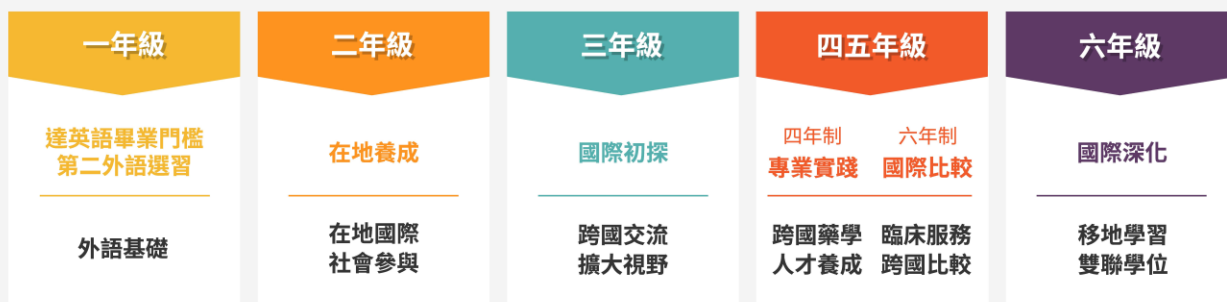 一年級
達英語畢業門檻
第二外語選習
外語基礎
二年級
在地養成
在地國際
社會參與
三年級
國際初探
跨國交流
擴大視野
四五年級
四年制
專業實踐
跨國藥學
人才養成
六年制
國際比較
臨床服務
跨國比較
六年級
國際深化
移地學習
雙聯學位